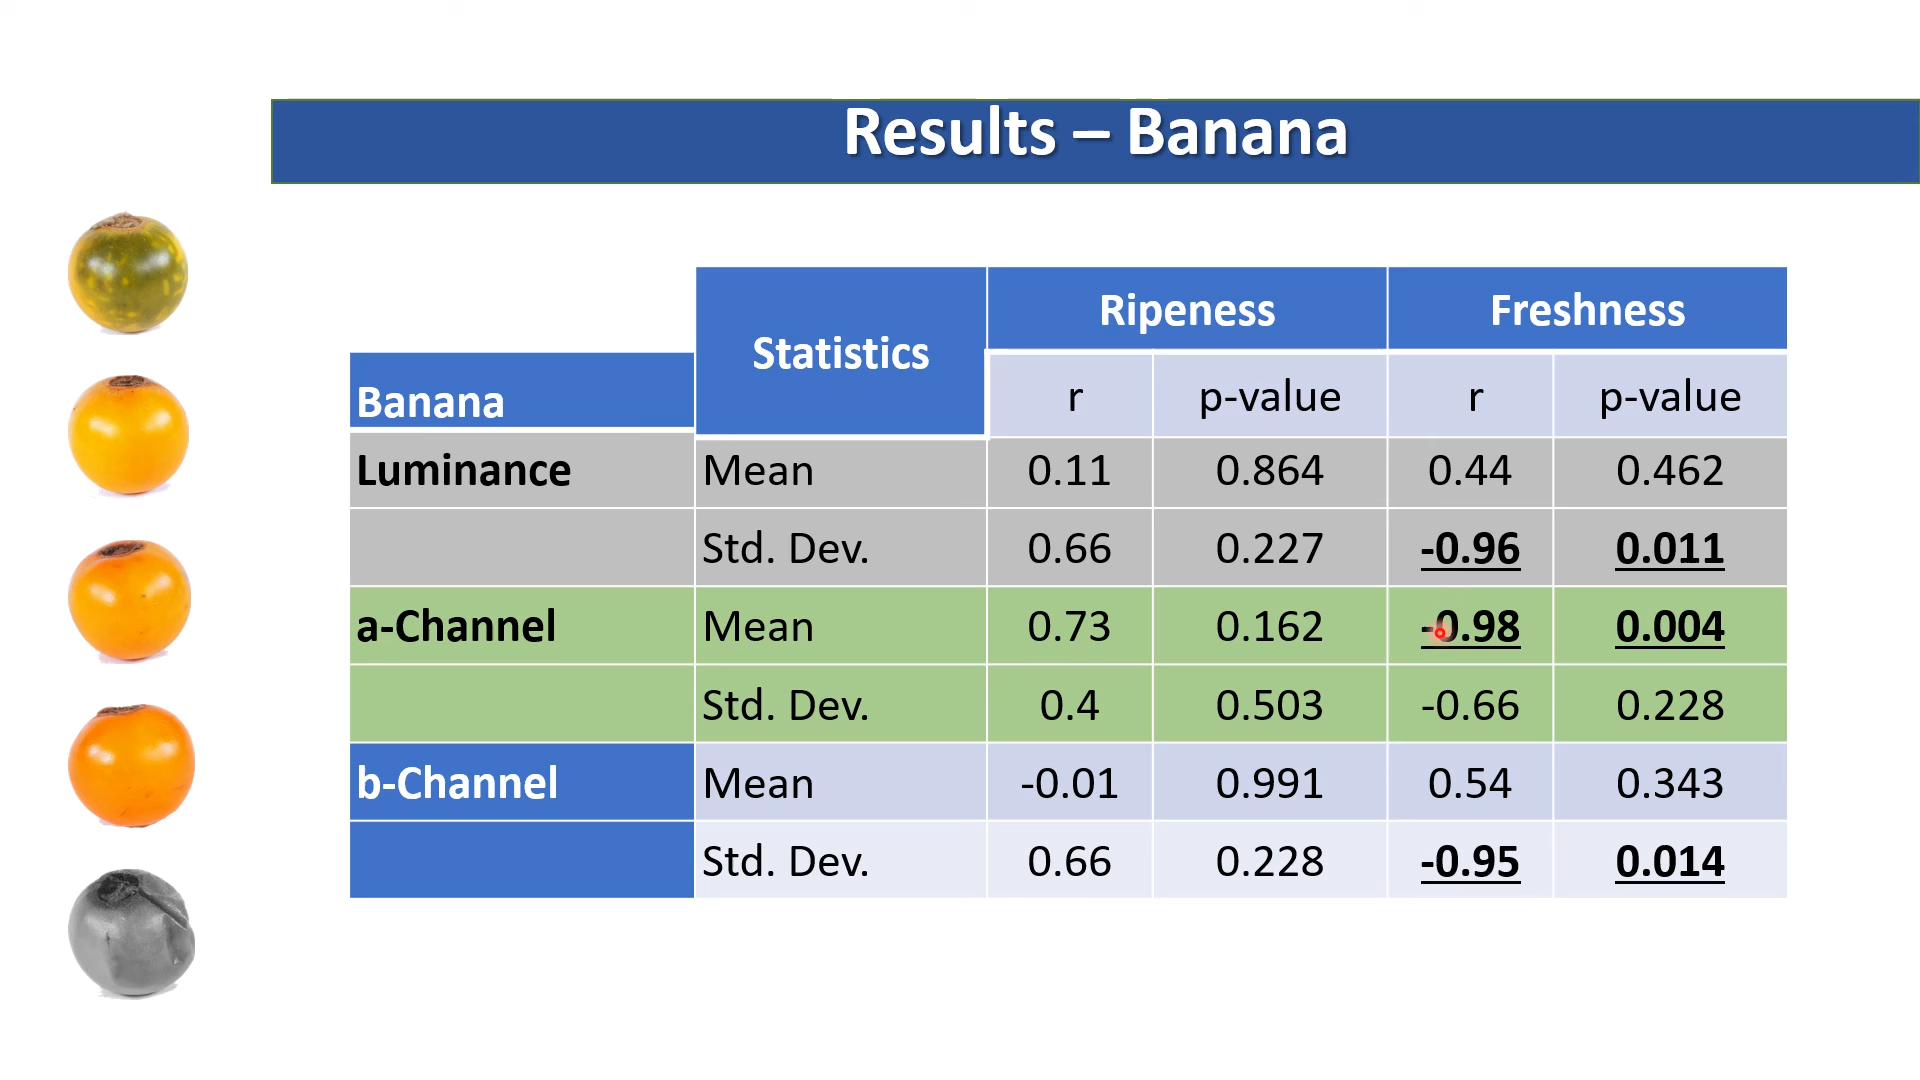 Results – Banana
Statistics Ripeness Freshness
Banana r p-value r p-value
Luminance Mean 0.11 0.864 0.44 0.462
Std. Dev. 0.66 0.227 -0.96 0.011
a-Channel Mean 0.73 0.162 -0.98 0.004
Std. Dev. 0.4 0.503 -0.66 0.228
b-Channel Mean -0.01 0.991 0.54 0.343
Std. Dev. 0.66 0.228 -0.95 0.014